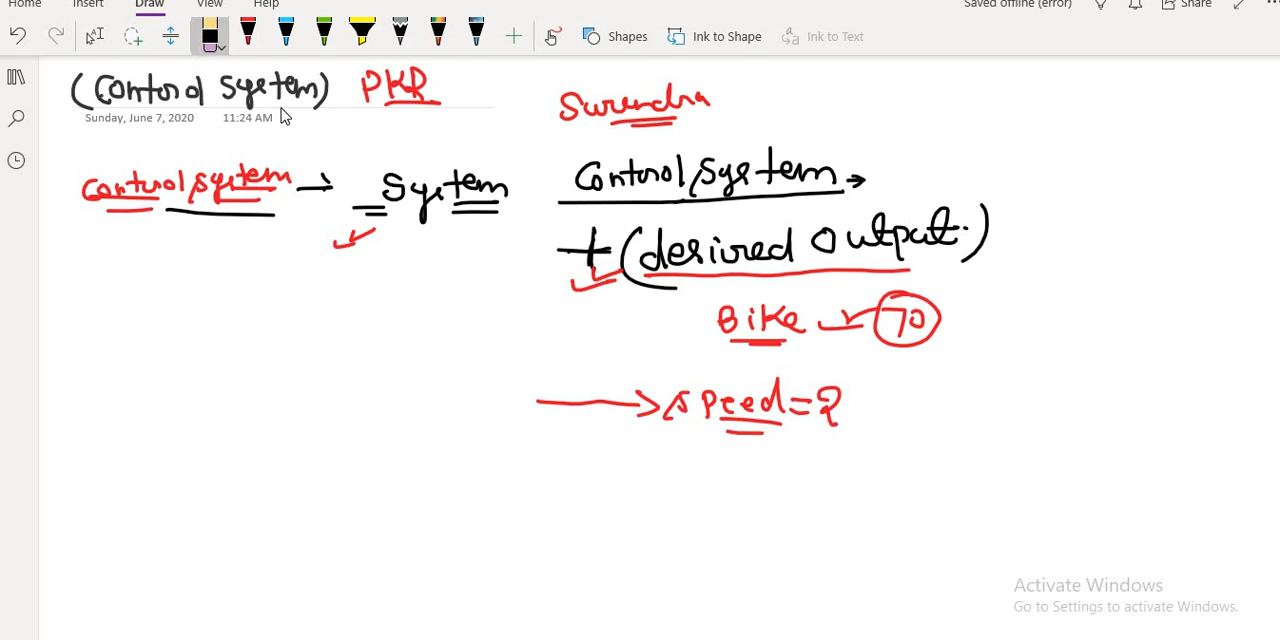 Home Insert Draw View Help Saved offline (error) Share
Shapes Ink to Shape Ink to Text
(Control System) PKR
Sunday, June 7, 2020 11:24 AM
Surendra
Control system → System
Control System →
+ (desired output.)
Bike 70
→ speed = ?
Activate Windows
Go to Settings to activate Windows.